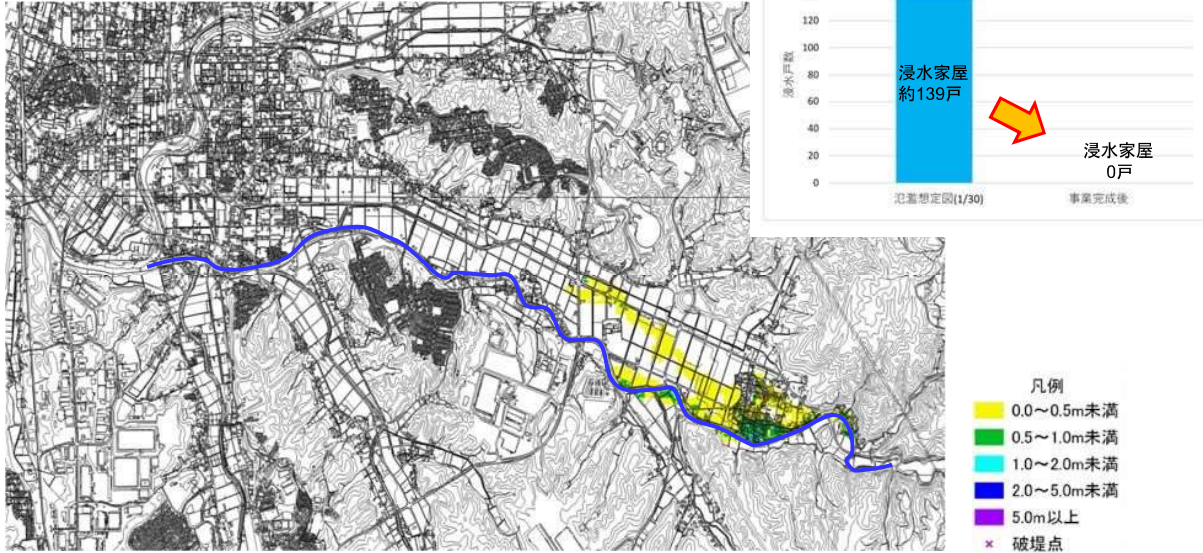 120
100
80
60
40
20
0
浸水戸数
浸水家屋
約139戸
浸水家屋
0戸
氾濫想定図(1/30)
事業完成後
凡例
0.0～0.5m未満
0.5～1.0m未満
1.0～2.0m未満
2.0～5.0m未満
5.0m以上
× 破堤点